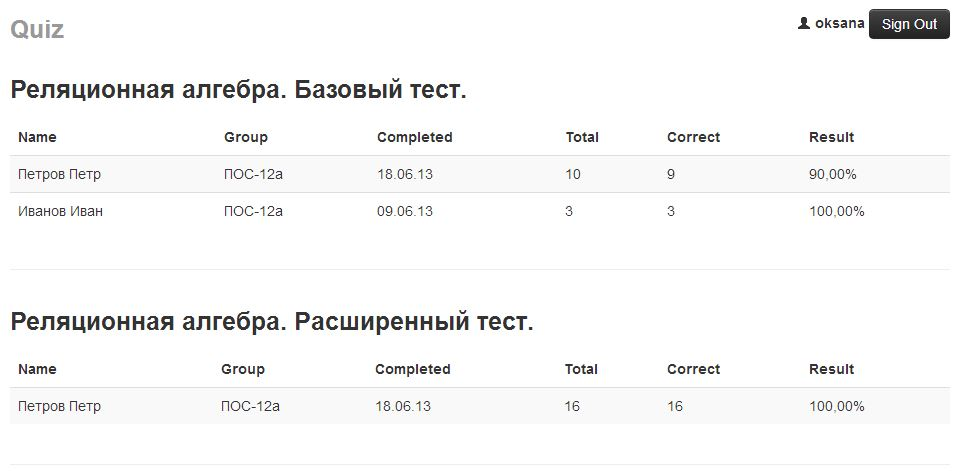 Quiz
oksana Sign Out
Реляционная алгебра. Базовый тест.
Name Group Completed Total Correct Result
Петров Петр ПОС-12а 18.06.13 10 9 90,00%
Иванов Иван ПОС-12а 09.06.13 3 3 100,00%
Реляционная алгебра. Расширенный тест.
Name Group Completed Total Correct Result
Петров Петр ПОС-12а 18.06.13 16 16 100,00%